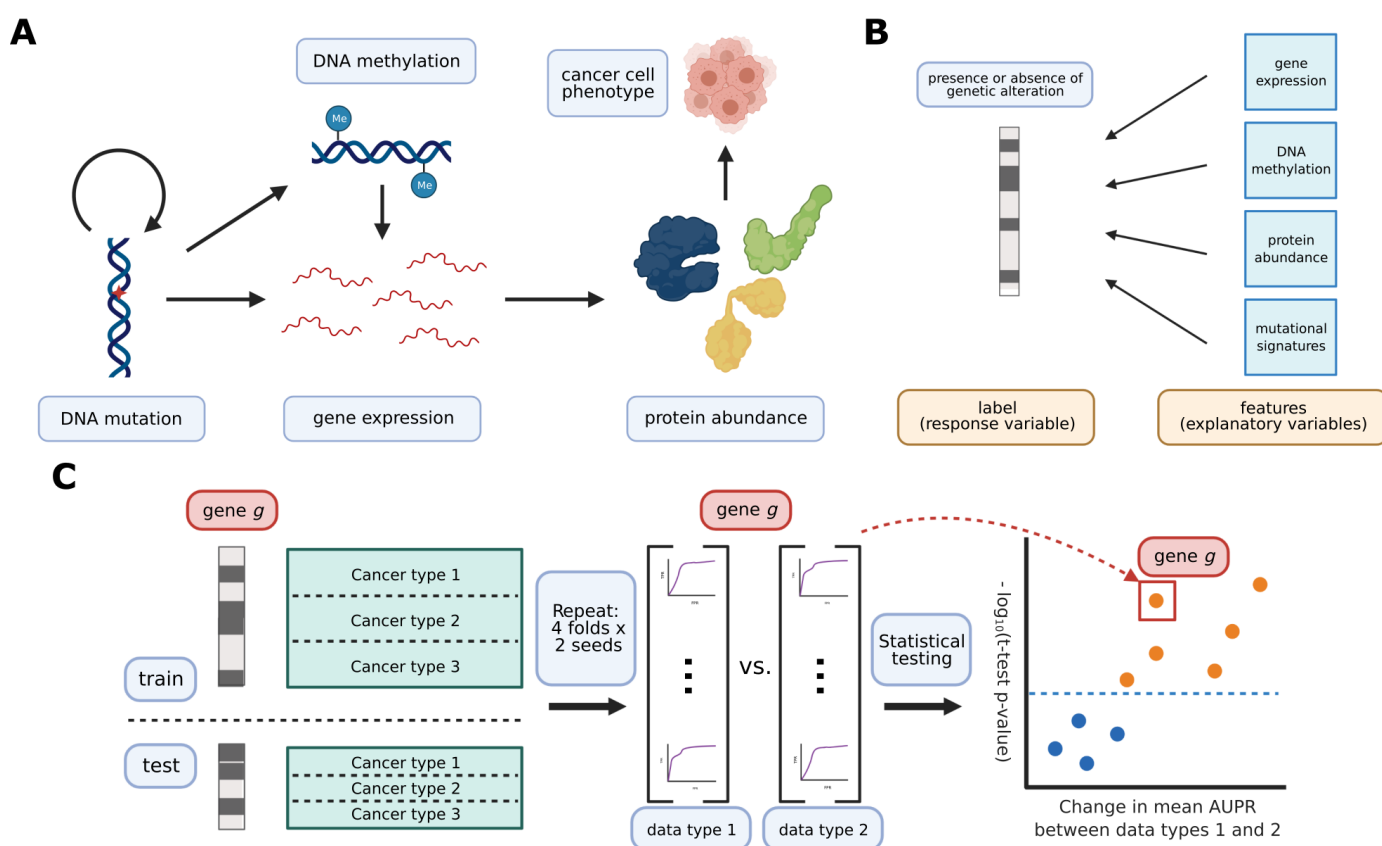 A
DNA methylation
Me
Me
cancer cell
phenotype
DNA mutation
gene expression
protein abundance
B
presence or absence of
genetic alteration
gene
expression
DNA
methylation
protein
abundance
mutational
signatures
label
(response variable)
features
(explanatory variables)
C
gene g
train
Cancer type 1
Cancer type 2
Cancer type 3
test
Cancer type 1
Cancer type 2
Cancer type 3
Repeat:
4 folds x
2 seeds
gene g
TPR
FPR
vs.
TPR
FPR
data type 1
data type 2
Statistical
testing
gene g
- log₁₀(t-test p-value)
Change in mean AUPR
between data types 1 and 2